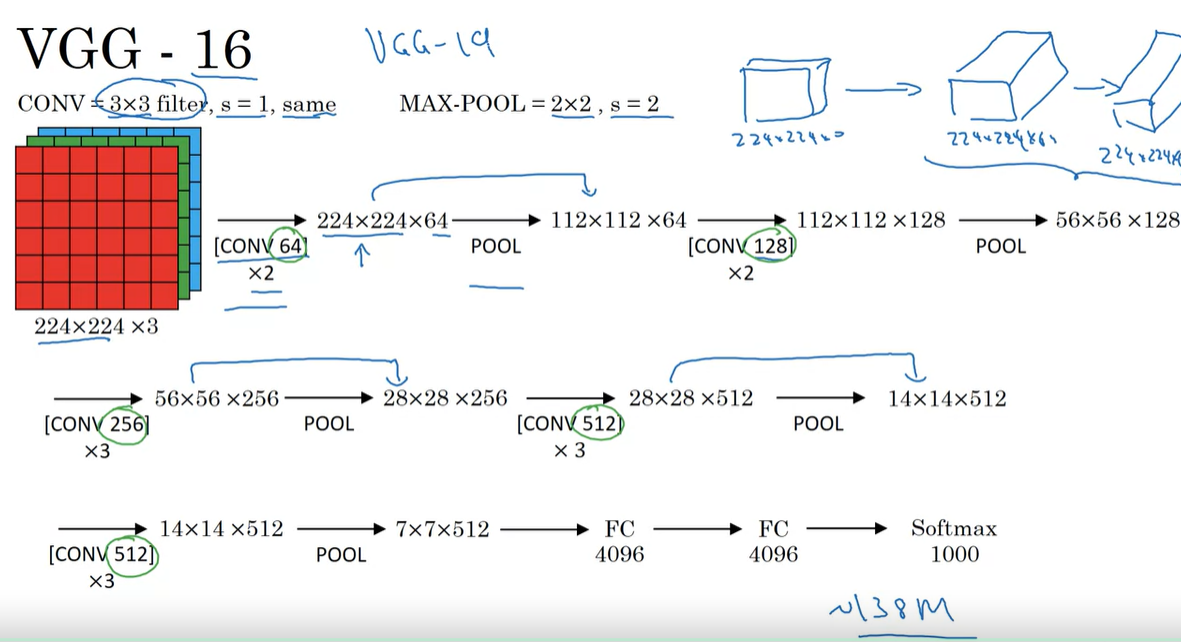 VGG - 16 VGG-19
CONV = 3×3 filter, s = 1, same MAX-POOL = 2×2 , s = 2
224×224×3
224×224×64
224×224×
224×224×64 112×112 ×64 112×112 ×128 56×56 ×128
[CONV 64] POOL [CONV 128] POOL
×2 ×2
224×224 ×3
56×56 ×256 28×28 ×256 28×28 ×512 14×14×512
[CONV 256] POOL [CONV 512] POOL
×3 × 3
14×14 ×512 7×7×512 FC FC Softmax
[CONV 512] POOL 4096 4096 1000
×3
~138M